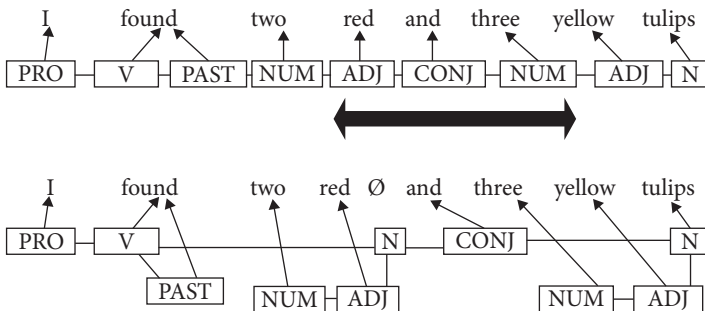 I found two red and three yellow tulips
PRO V PAST NUM ADJ CONJ NUM ADJ N
I found two red Ø and three yellow tulips
PRO V N CONJ N
PAST NUM ADJ NUM ADJ